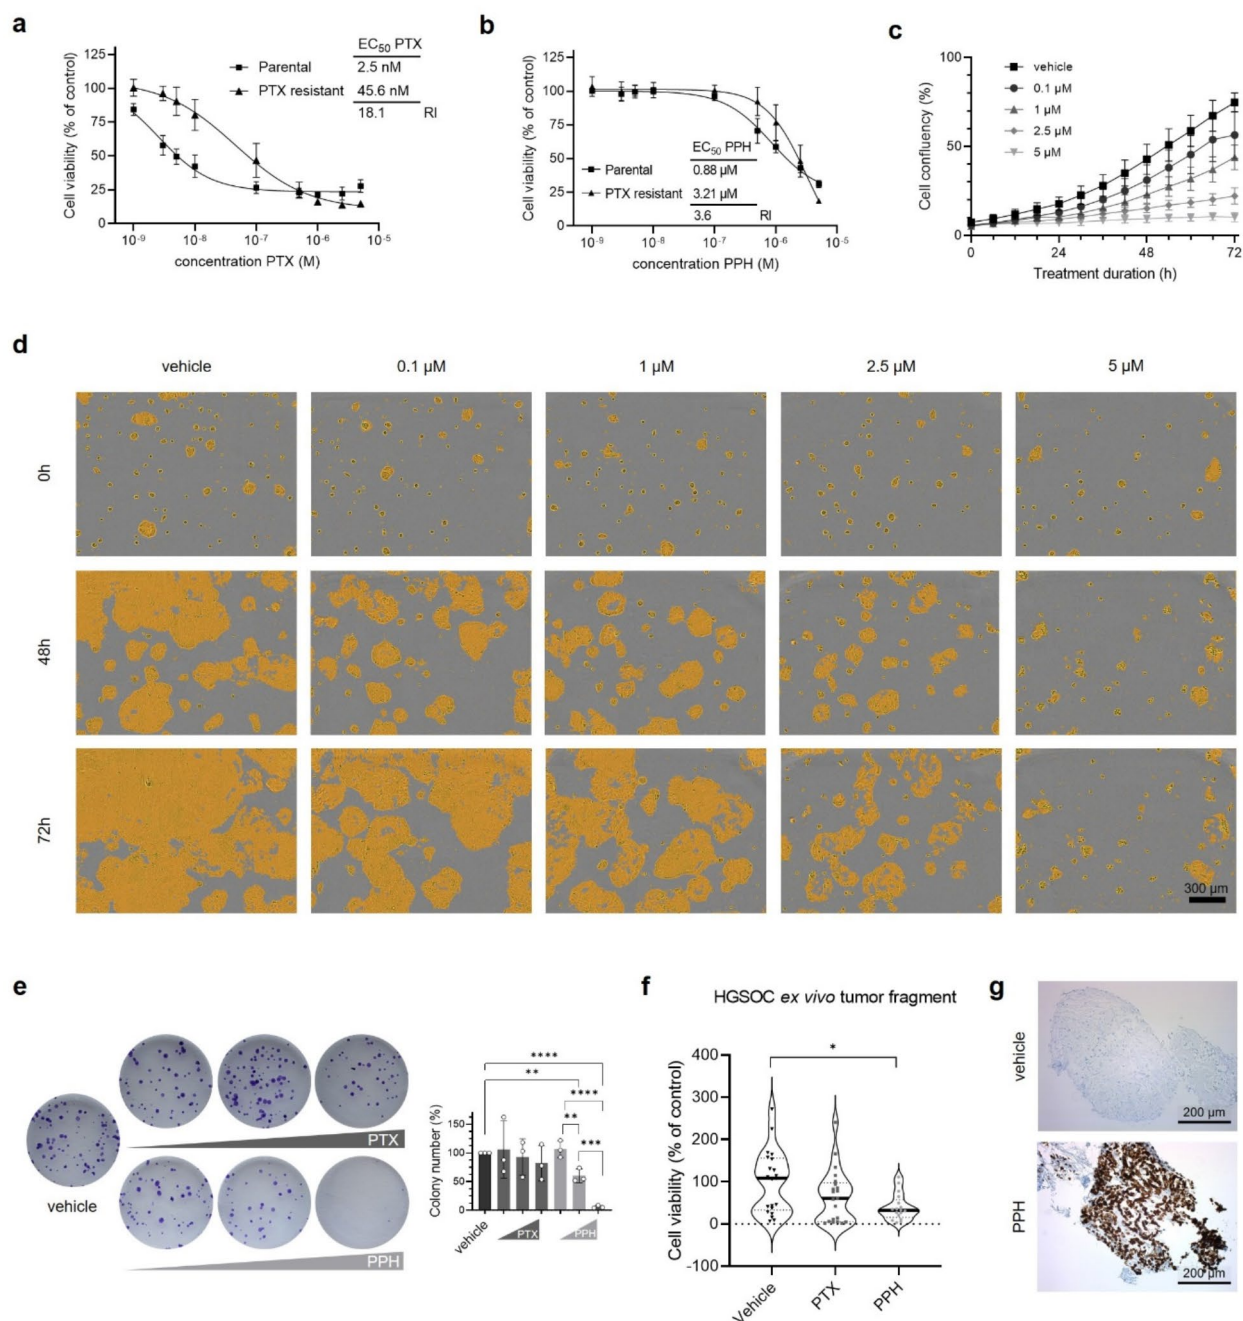 a
EC50 PTX
Parental 2.5 nM
PTX resistant 45.6 nM
18.1 RI
Cell viability (% of control)
125
100
75
50
25
0
10-9 10-8 10-7 10-6 10-5
concentration PTX (M)
b
Cell viability (% of control)
125
100
75
50
25
0
EC50 PPH
Parental 0.88 µM
PTX resistant 3.21 µM
3.6 RI
10-9 10-8 10-7 10-6 10-5
concentration PPH (M)
c
Cell confluency (%)
100
50
0
vehicle
0.1 µM
1 µM
2.5 µM
5 µM
0 24 48 72
Treatment duration (h)
d
vehicle 0.1 µM 1 µM 2.5 µM 5 µM
0h
48h
72h
300 µm
e
vehicle
PTX
PPH
Colony number (%)
150
100
50
0
****
**
****
**
***
vehicle PTX PPH
f
HGSOC ex vivo tumor fragment
Cell viability (% of control)
400
300
200
100
0
-100
*
Vehicle PTX PPH
g
vehicle
200 µm
PPH
200 µm